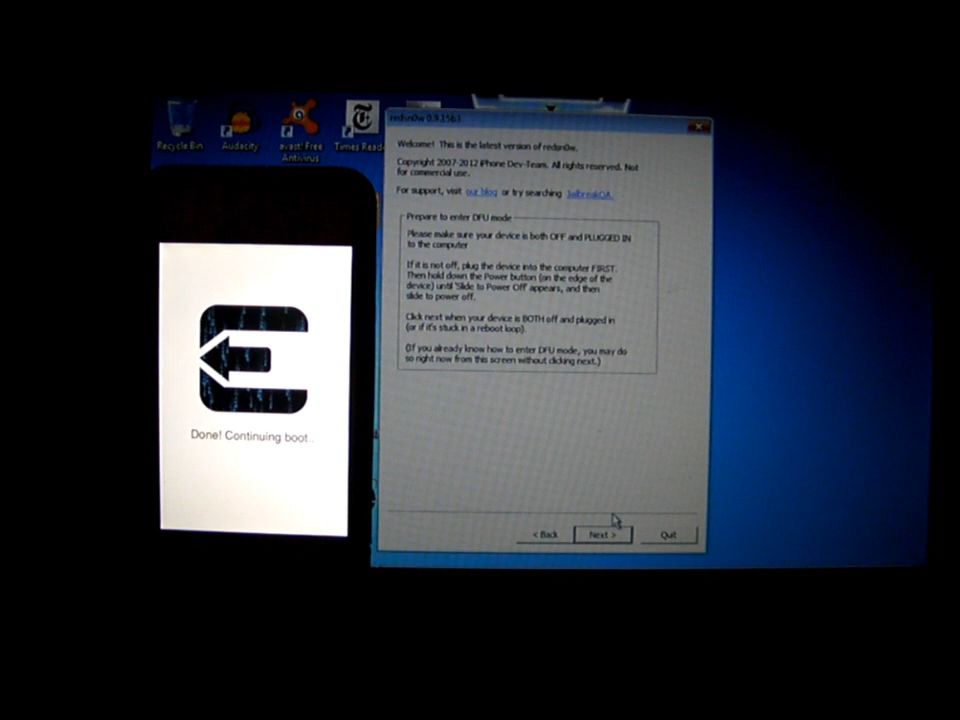 Recycle Bin
Audacity
avast! Free
Antivirus
Times Reade
redsn0w 0.9.15b3
Welcome! This is the latest version of redsn0w.
Copyright 2007-2012 iPhone Dev-Team. All rights reserved. Not
for commercial use.
For support, visit our blog or try searching JailbreakQA.
Prepare to enter DFU mode
Please make sure your device is both OFF and PLUGGED IN
to the computer
If it is not off, plug the device into the computer FIRST.
Then hold down the Power button (on the edge of the
device) until 'Slide to Power Off' appears, and then
slide to power off.
Click next when your device is BOTH off and plugged in
(or if it's stuck in a reboot loop).
(If you already know how to enter DFU mode, you may do
so right now from this screen without clicking next.)
< Back
Next >
Quit
Done! Continuing boot..